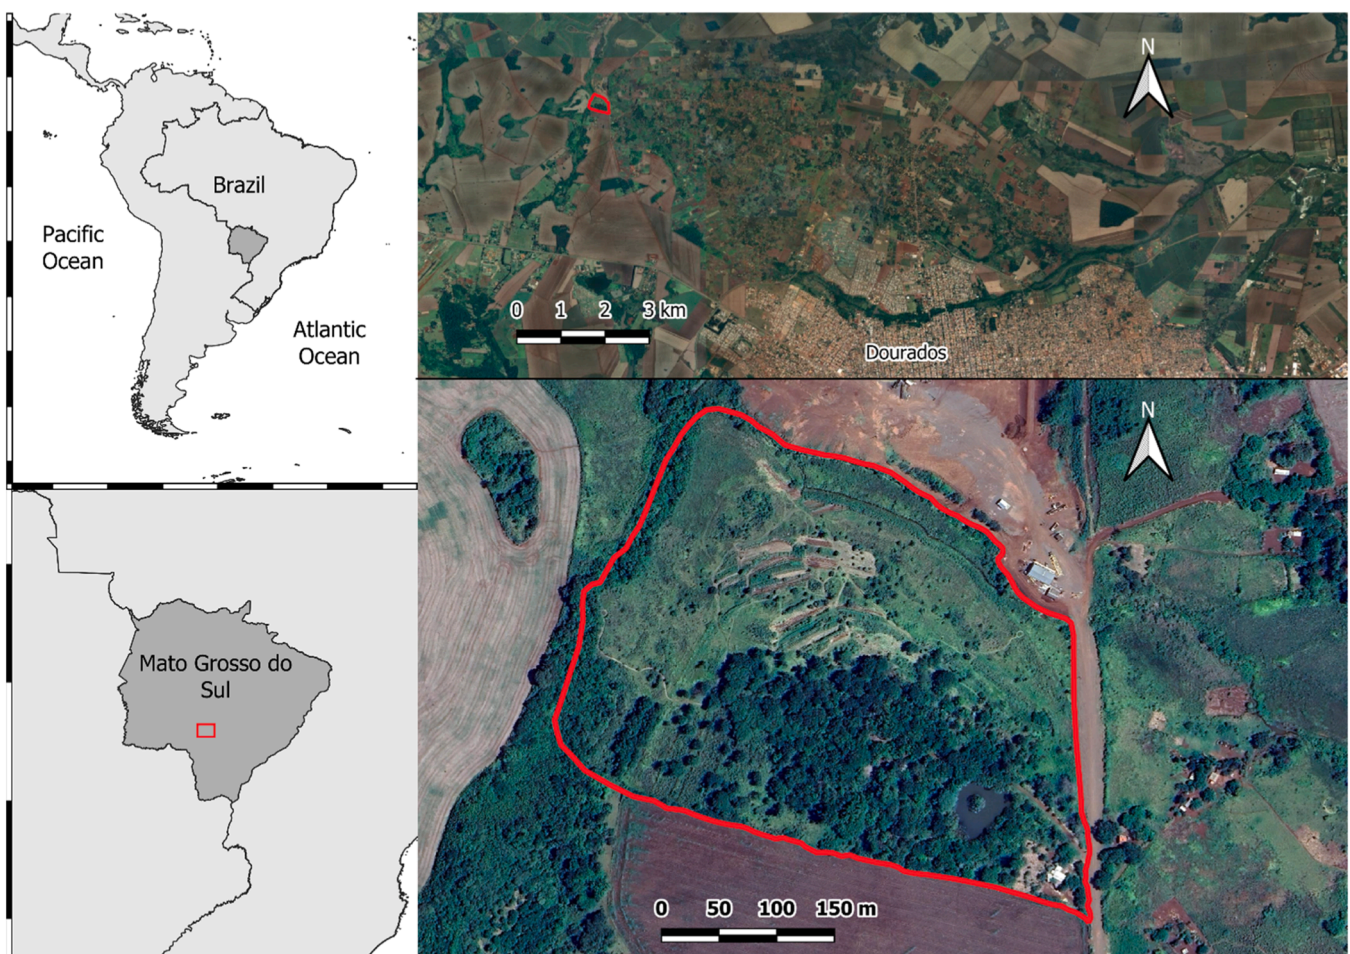 Brazil
Pacific
Ocean
Atlantic
Ocean
Mato Grosso do
Sul
N
0 1 2 3 km
Dourados
N
0 50 100 150 m